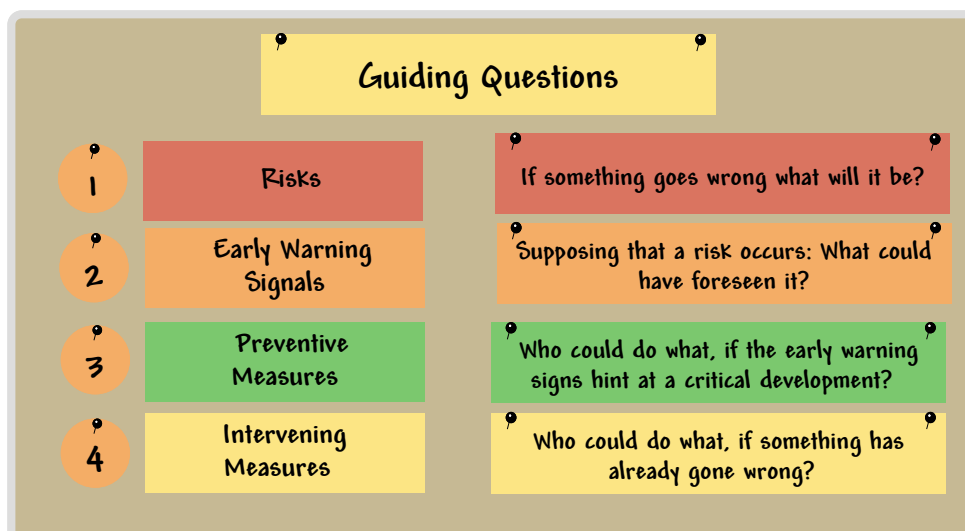 Guiding Questions
1
Risks
If something goes wrong what will it be?
2
Early Warning
Signals
Supposing that a risk occurs: What could
have foreseen it?
3
Preventive
Measures
Who could do what, if the early warning
signs hint at a critical development?
4
Intervening
Measures
Who could do what, if something has
already gone wrong?